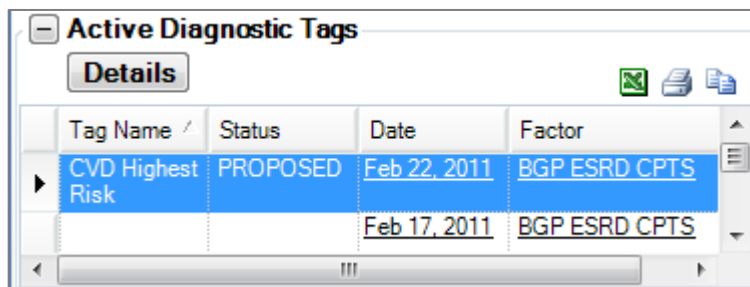 Active Diagnostic Tags
Details
Tag Name Status Date Factor
CVD Highest Risk PROPOSED Feb 22, 2011 BGP ESRD CPTS
Feb 17, 2011 BGP ESRD CPTS